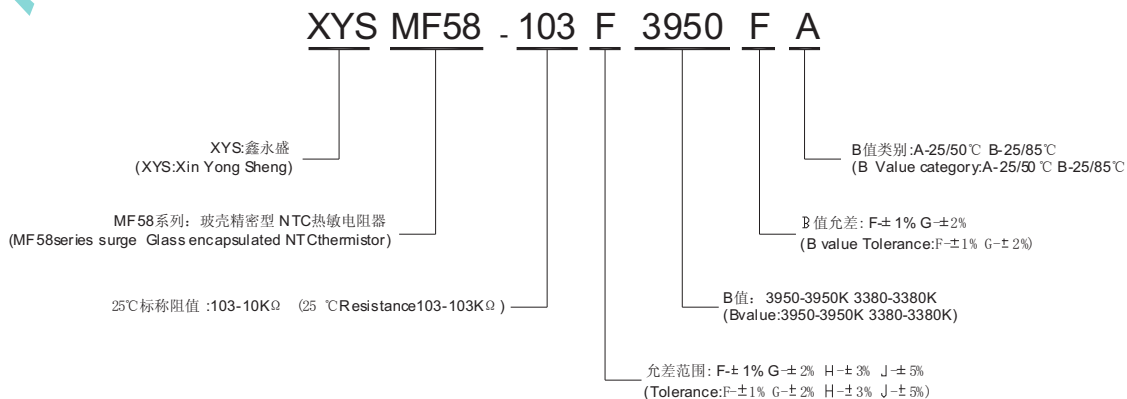 XYS MF58 - 103 F 3950 F A
XYS:鑫永盛
(XYS:Xin Yong Sheng)
B值类别:A-25/50℃ B-25/85℃
(B Value category:A-25/50 ℃ B-25/85℃
MF58系列：玻壳精密型 NTC热敏电阻器
(MF58series surge Glass encapsulated NTCthermistor)
B值允差: F-± 1% G-±2%
(B value Tolerance:F-±1% G-±2%)
25℃标称阻值 :103-10KΩ (25 ℃Resistance103-103KΩ)
B值： 3950-3950K 3380-3380K
(Bvalue:3950-3950K 3380-3380K)
允差范围: F-± 1% G-± 2% H-± 3% J-± 5%
(Tolerance:F-±1% G-±2% H-±3% J-±5%)